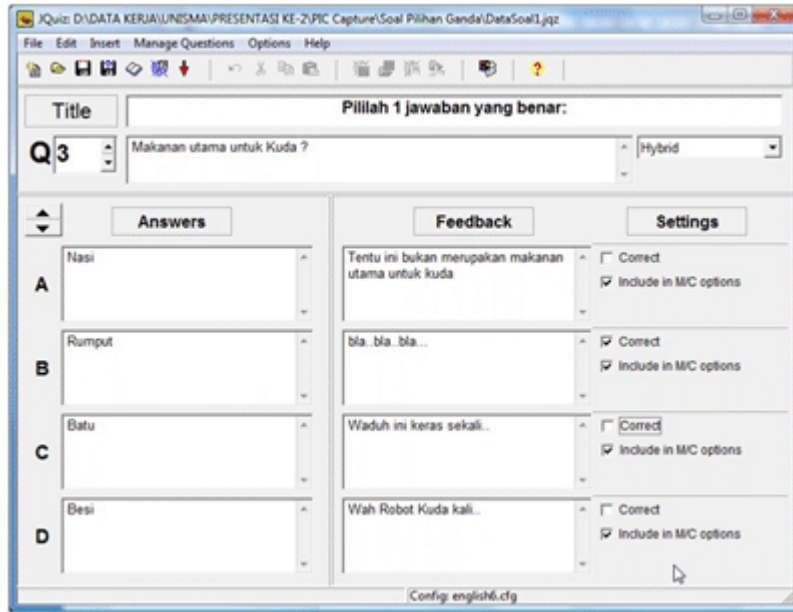 JQuiz: D:\DATA KERJA\UNISMA\PRESENTASI KE-2\PIC Capture\Soal Pilihan Ganda\DataSoal1.jqz
File Edit Insert Manage Questions Options Help
Title
Pililah 1 jawaban yang benar:
Q 3
Makanan utama untuk Kuda ?
Hybrid
Answers Feedback Settings
A
Nasi
Tentu ini bukan merupakan makanan
utama untuk kuda
Correct
Include in M/C options
B
Rumput
bla..bla..bla...
Correct
Include in M/C options
C
Batu
Waduh ini keras sekali..
Correct
Include in M/C options
D
Besi
Wah Robot Kuda kali..
Correct
Include in M/C options
Config: english6.cfg